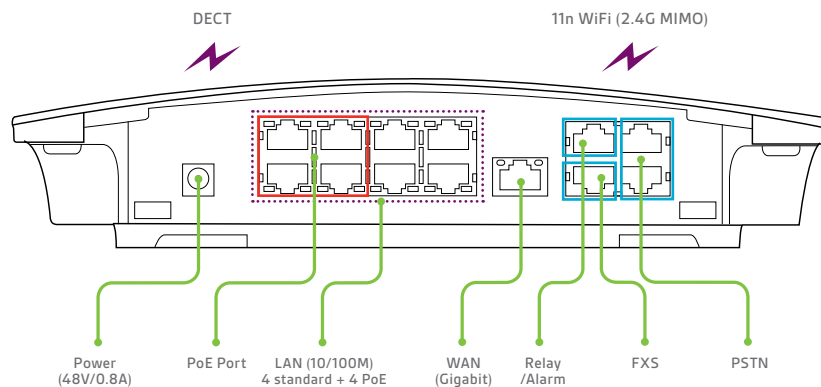 DECT
11n WiFi (2.4G MIMO)
Power
(48V/0.8A)
PoE Port
LAN (10/100M)
4 standard + 4 PoE
WAN
(Gigabit)
Relay
/Alarm
FXS
PSTN